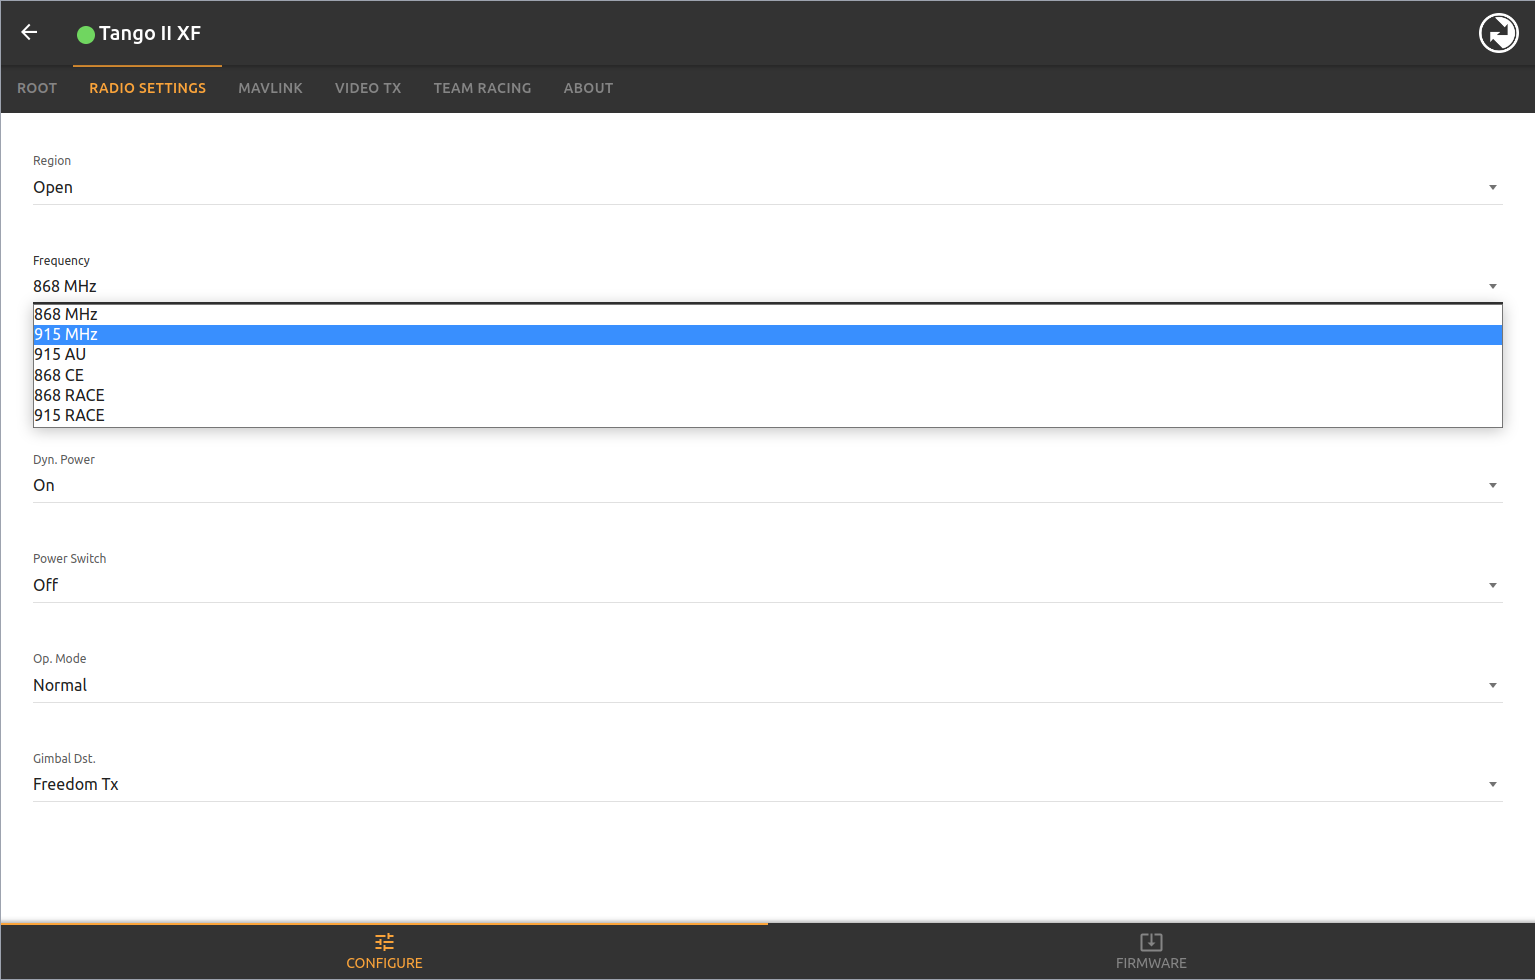 Tango II XF
ROOT RADIO SETTINGS MAVLINK VIDEO TX TEAM RACING ABOUT
Region
Open
Frequency
868 MHz
868 MHz
915 MHz
915 AU
868 CE
868 RACE
915 RACE
Dyn. Power
On
Power Switch
Off
Op. Mode
Normal
Gimbal Dst.
Freedom Tx
CONFIGURE FIRMWARE